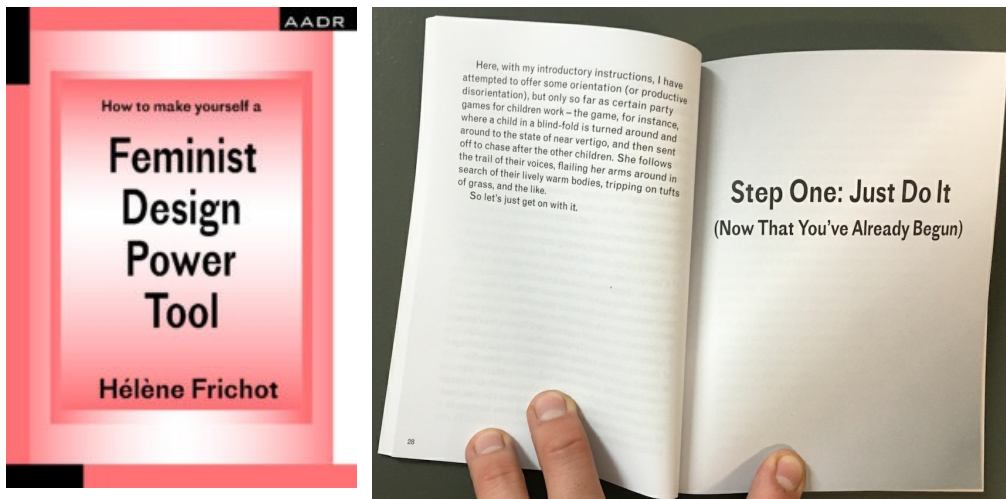 AADR
How to make yourself a
Feminist
Design
Power
Tool
Hélène Frichot
Here, with my introductory instructions, I have
attempted to offer some orientation (or productive
disorientation), but only so far as certain party
games for children work – the game, for instance,
where a child in a blind-fold is turned around and
around to the state of near vertigo, and then sent
off to chase after the other children. She follows
the trail of their voices, flailing her arms around in
search of their lively warm bodies, tripping on tufts
of grass, and the like.
So let's just get on with it.
28
Step One: Just Do It
(Now That You've Already Begun)